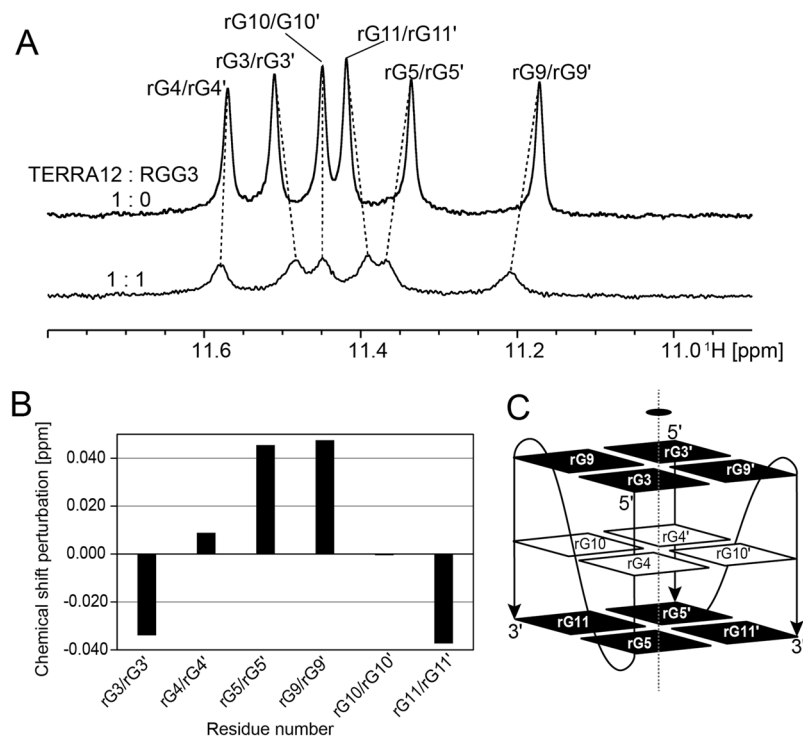 A
rG10/G10'
rG11/rG11'
rG3/rG3'
rG5/rG5'
rG9/rG9'
rG4/rG4'
TERRA12 : RGG3
1 : 0
1 : 1
11.6 11.4 11.2 11.0 ¹H [ppm]
B
Chemical shift perturbation [ppm]
0.040
0.020
0.000
-0.020
-0.040
rG3/rG3' rG4/rG4' rG5/rG5' rG9/rG9' rG10/rG10' rG11/rG11'
Residue number
C
5'
rG9 rG3'
rG3 rG9'
5'
rG10 rG4'
rG4 rG10'
rG11 rG5'
3' rG5 rG11' 3'